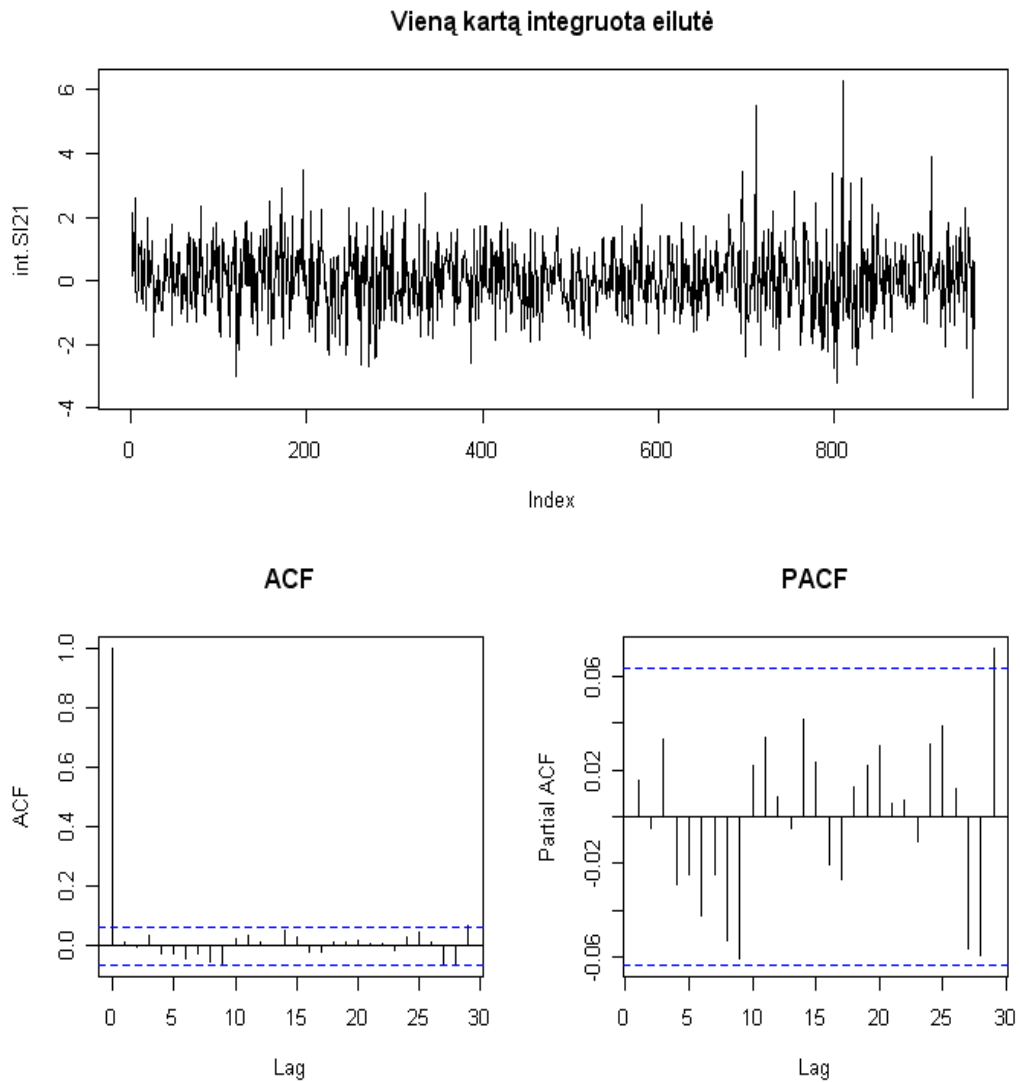 Vieną kartą integruota eilutė
int.SI21
6
4
2
0
-2
-4
0 200 400 600 800
Index
ACF
ACF
1.0
0.8
0.6
0.4
0.2
0.0
0 5 10 15 20 25 30
Lag
PACF
Partial ACF
0.06
0.02
-0.02
-0.06
0 5 10 15 20 25 30
Lag